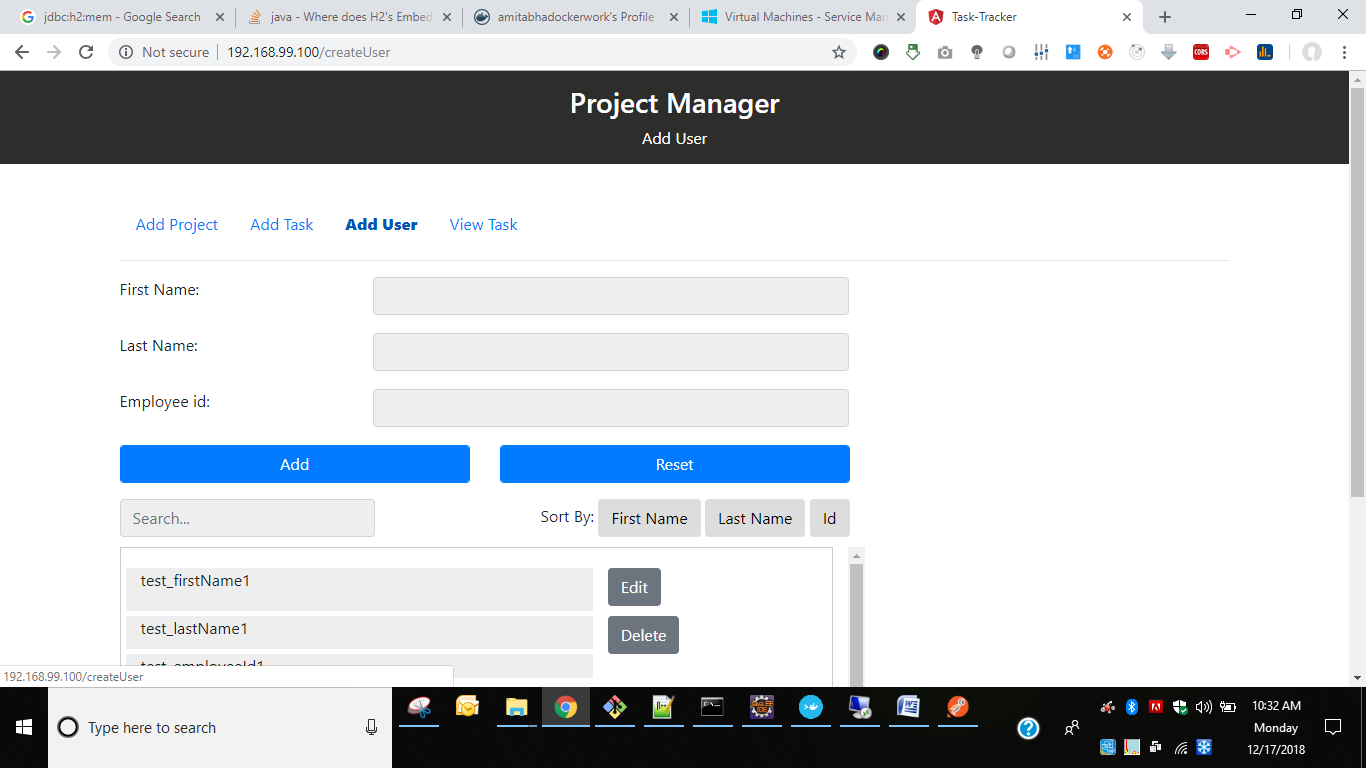 jdbc:h2:mem - Google Search
java - Where does H2's Embed
amitabhadockerwork's Profile -
Virtual Machines - Service Man
Task-Tracker
Not secure
192.168.99.100/createUser
CORS
Project Manager
Add User
Add Project
Add Task
Add User
View Task
First Name:
Last Name:
Employee id:
Add
Reset
Search...
Sort By:
First Name
Last Name
Id
test_firstName1
Edit
test_lastName1
Delete
test_employeeId1
192.168.99.100/createUser
Type here to search
10:32 AM
Monday
12/17/2018